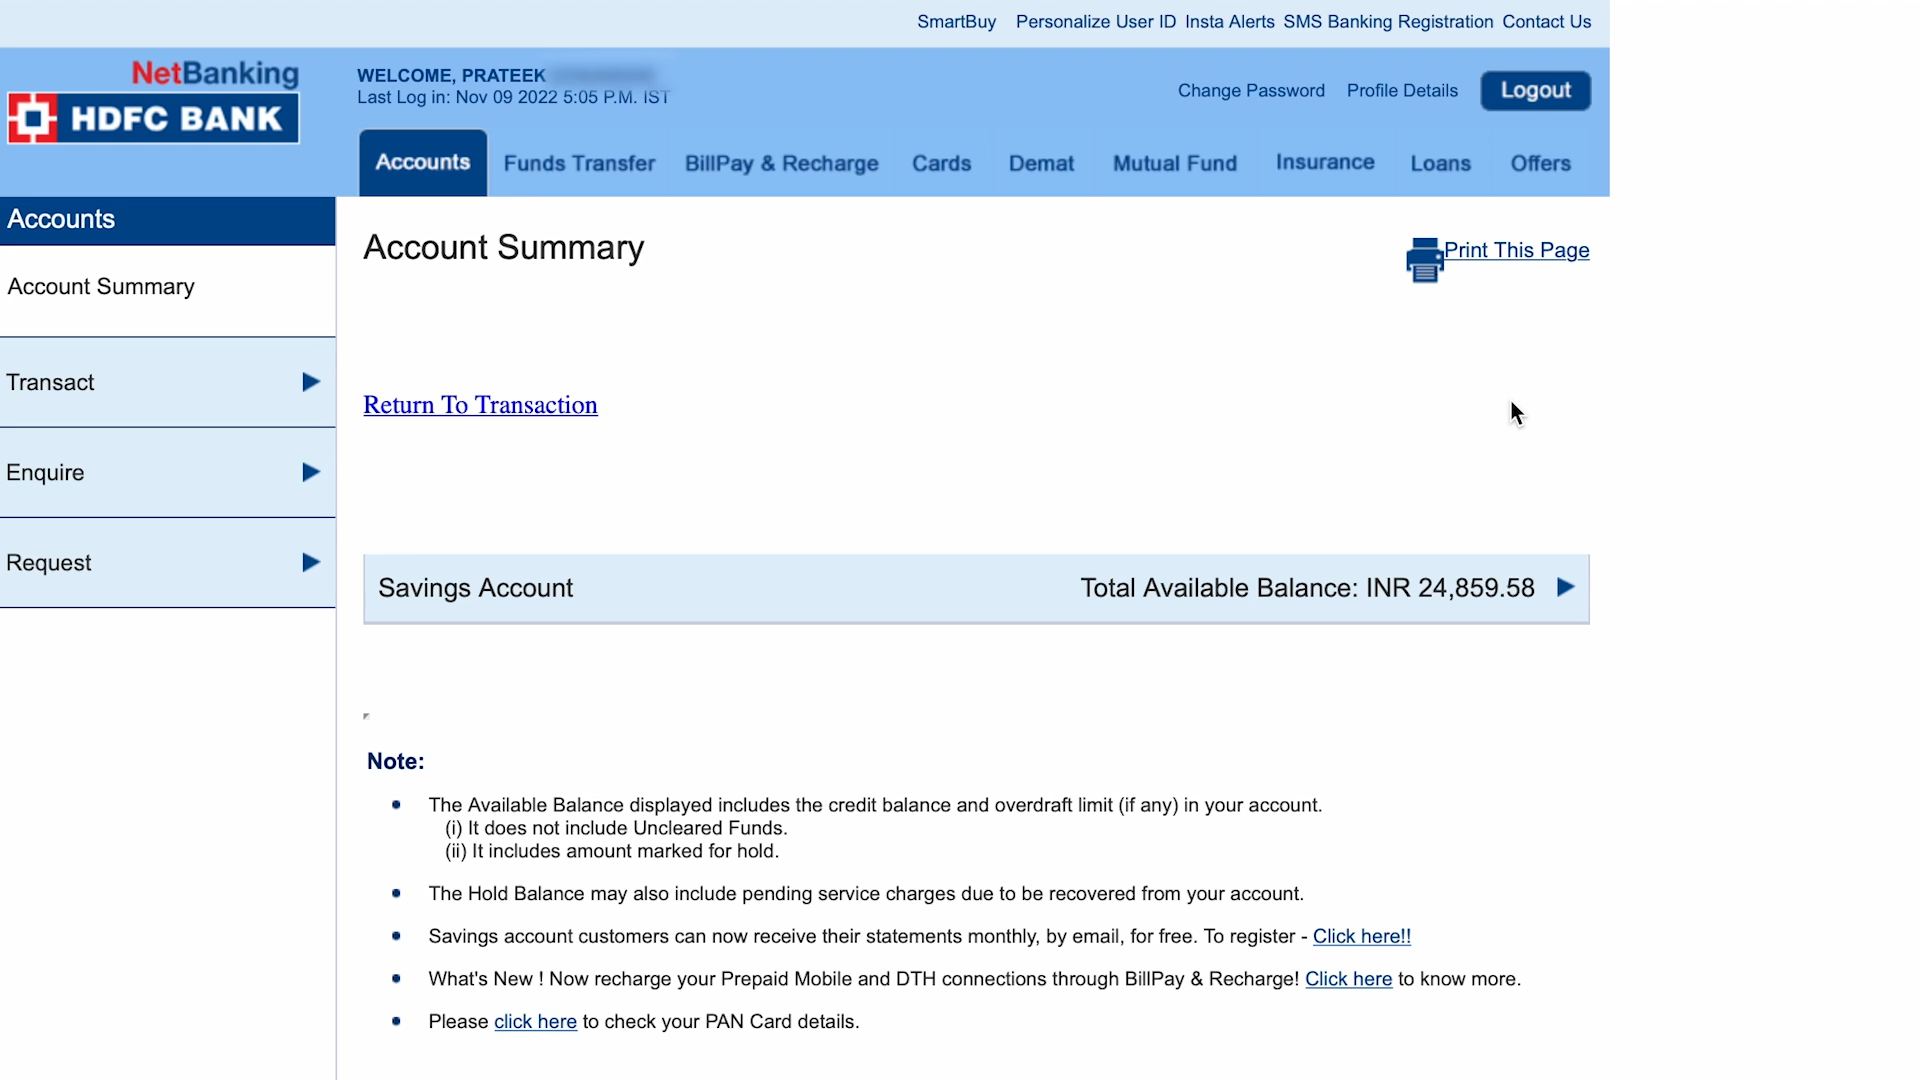 SmartBuy Personalize User ID Insta Alerts SMS Banking Registration Contact Us
NetBanking
HDFC BANK
WELCOME, PRATEEK
Last Log in: Nov 09 2022 5:05 P.M. IST
Change Password Profile Details Logout
Accounts Funds Transfer BillPay & Recharge Cards Demat Mutual Fund Insurance Loans Offers
Accounts
Account Summary
Transact
Enquire
Request
Account Summary
Print This Page
Return To Transaction
Savings Account Total Available Balance: INR 24,859.58
Note:
The Available Balance displayed includes the credit balance and overdraft limit (if any) in your account.
(i) It does not include Uncleared Funds.
(ii) It includes amount marked for hold.
The Hold Balance may also include pending service charges due to be recovered from your account.
Savings account customers can now receive their statements monthly, by email, for free. To register - Click here!!
What's New ! Now recharge your Prepaid Mobile and DTH connections through BillPay & Recharge! Click here to know more.
Please click here to check your PAN Card details.